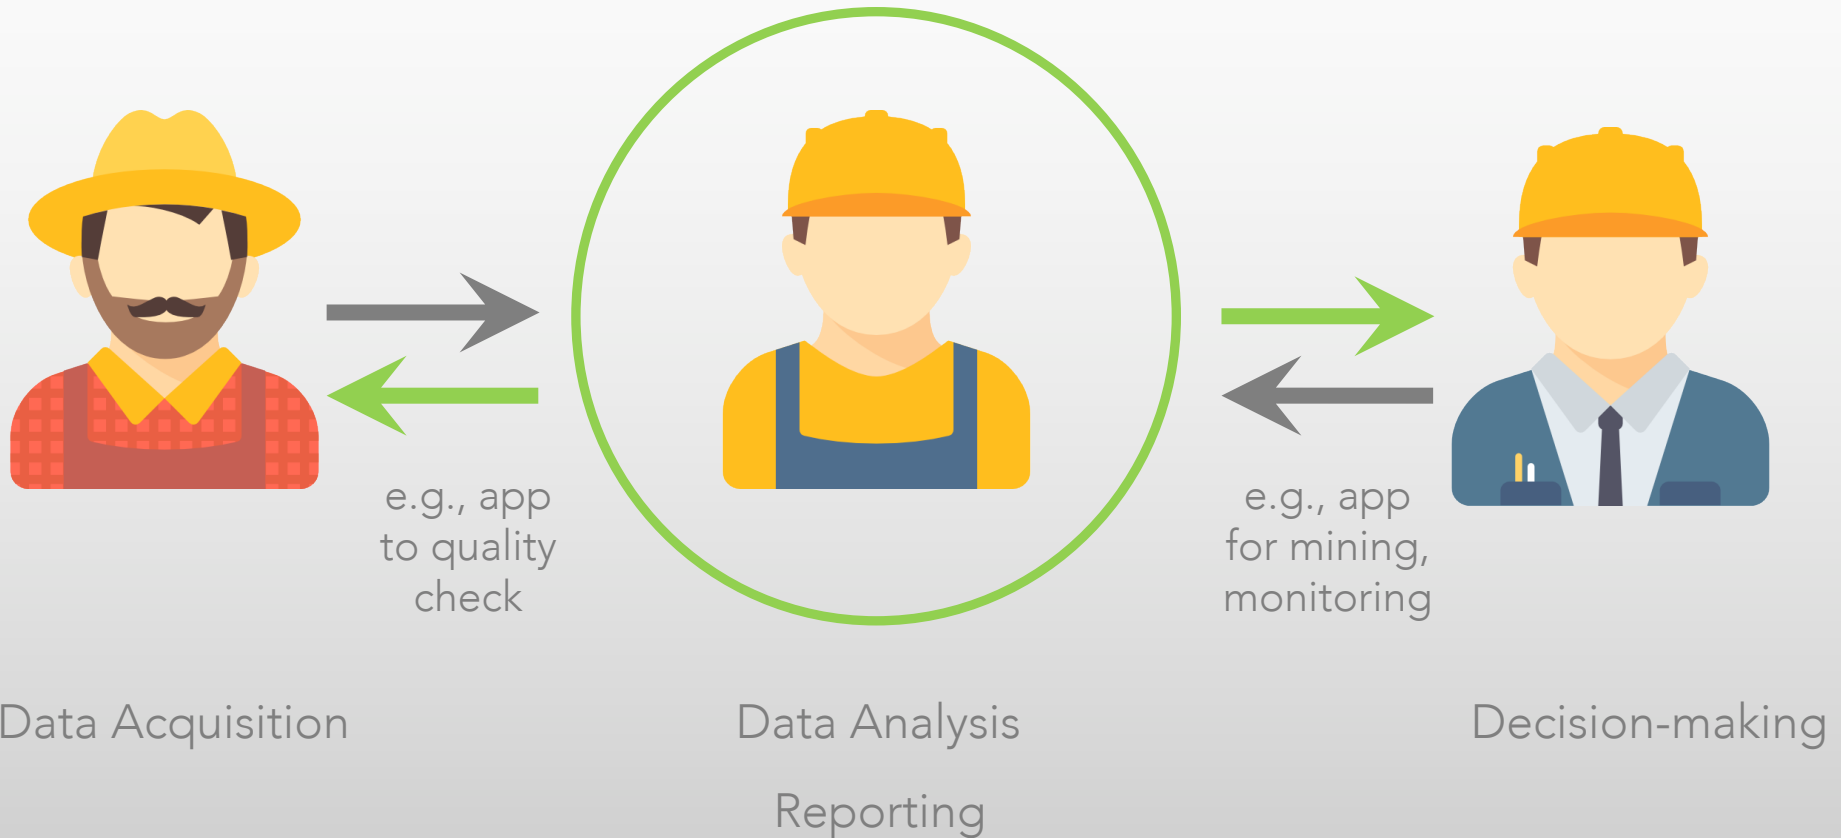 e.g., app
to quality
check
e.g., app
for mining,
monitoring
Data Acquisition
Data Analysis
Decision-making
Reporting